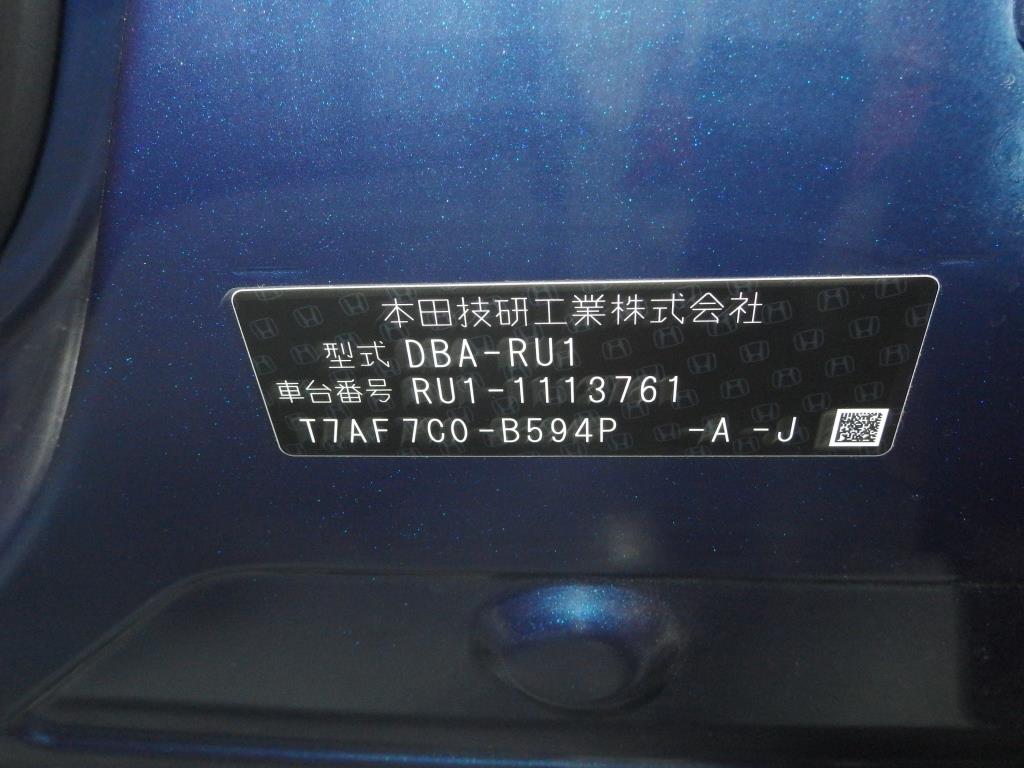 本田技研工業株式会社
型式 DBA-RU1
車台番号 RU1-1113761
T7AF 7C0-B594P -A -J